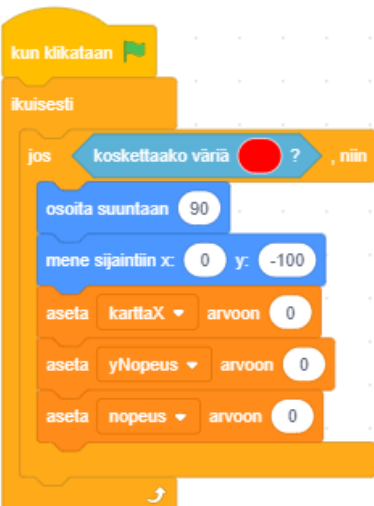 kun klikataan
ikuisesti
jos koskettaako väriä ? , niin
osoita suuntaan 90
mene sijaintiin x: 0 y: -100
aseta karttaX arvoon 0
aseta yNopeus arvoon 0
aseta nopeus arvoon 0